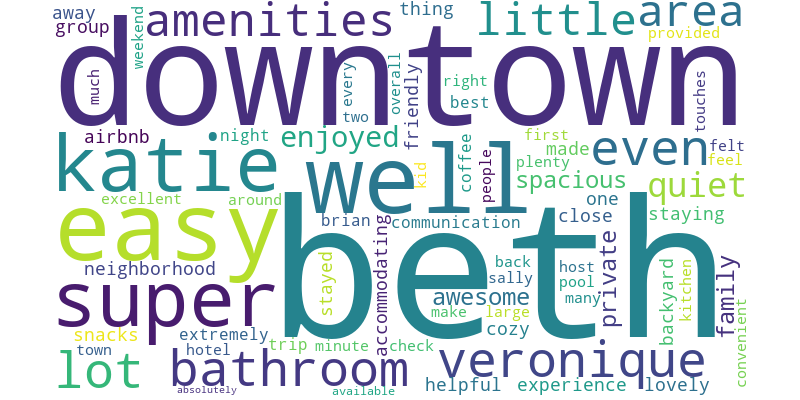 away
thing
group
weekend
amenities
little
area
provided
downtown
much
every
two
overall
friendly
right
best
touches
airbnb
night
enjoyed
coffee
first
made
even
felt
feel
katie
well
kid
people
plenty
spacious
quiet
excellent
around
brian
communication
one
close
staying
easy
beth
neighborhood
stayed
accommodating
back
sally
host
pool
many
private
backyard
kitchen
family
convenient
super
awesome
make
large
cozy
snacks
extremely
town
hotel
trip
minute
check
lot
bathroom
veronique
absolutely
available
helpful
experience
lovely